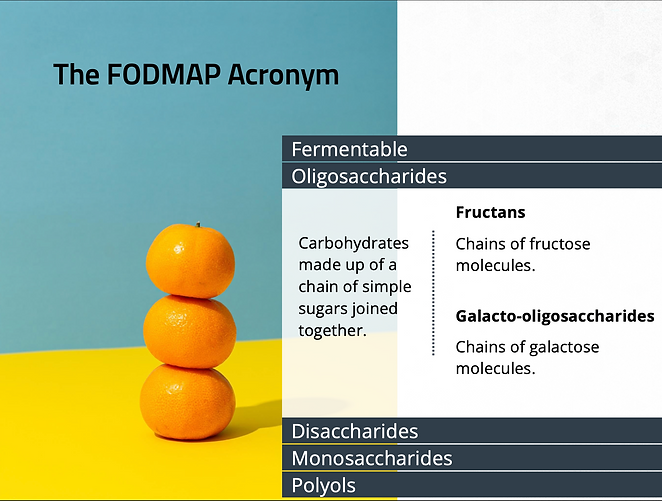 The FODMAP Acronym
Fermentable
Oligosaccharides
Carbohydrates
made up of a
chain of simple
sugars joined
together.
Fructans
Chains of fructose
molecules.
Galacto-oligosaccharides
Chains of galactose
molecules.
Disaccharides
Monosaccharides
Polyols